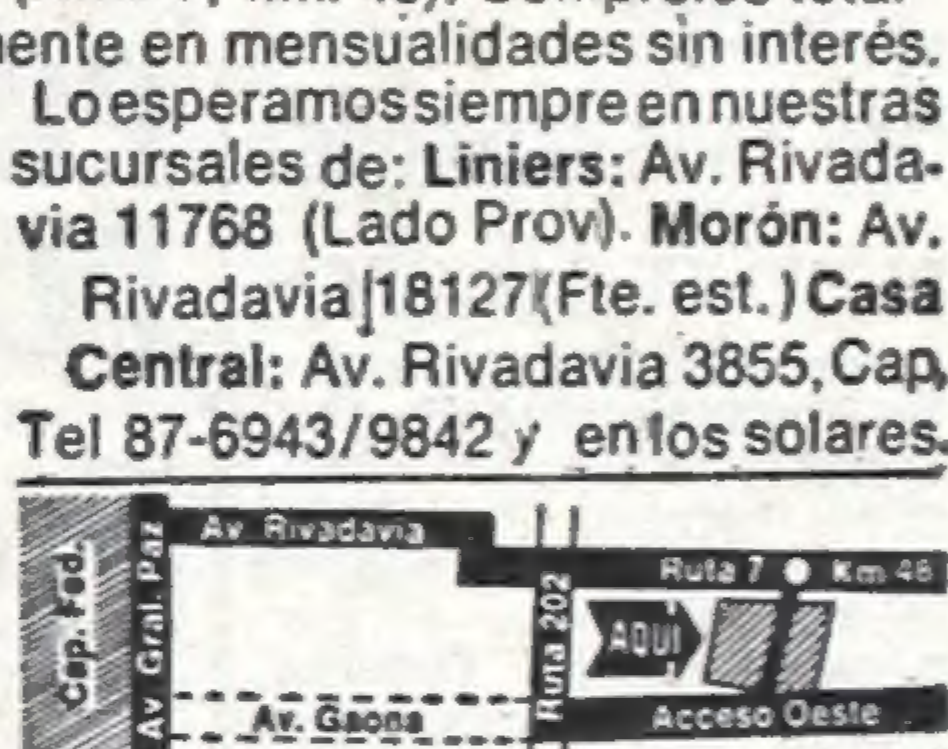 mente en mensualidades sin interés.
Lo esperamos siempre en nuestras
sucursales de: Liniers: Av. Rivada-
via 11768 (Lado Prov). Morón: Av.
Rivadavia 18127 (Fte. est.) Casa
Central: Av. Rivadavia 3855, Cap,
Tel 87-6943/9842 y en los solares.
Cap. Fed.
Av Gral. Paz
Av Rivadavia
Ruta 202
Ruta 7 Km 46
AQUI
Av. Gaona
Acceso Oeste